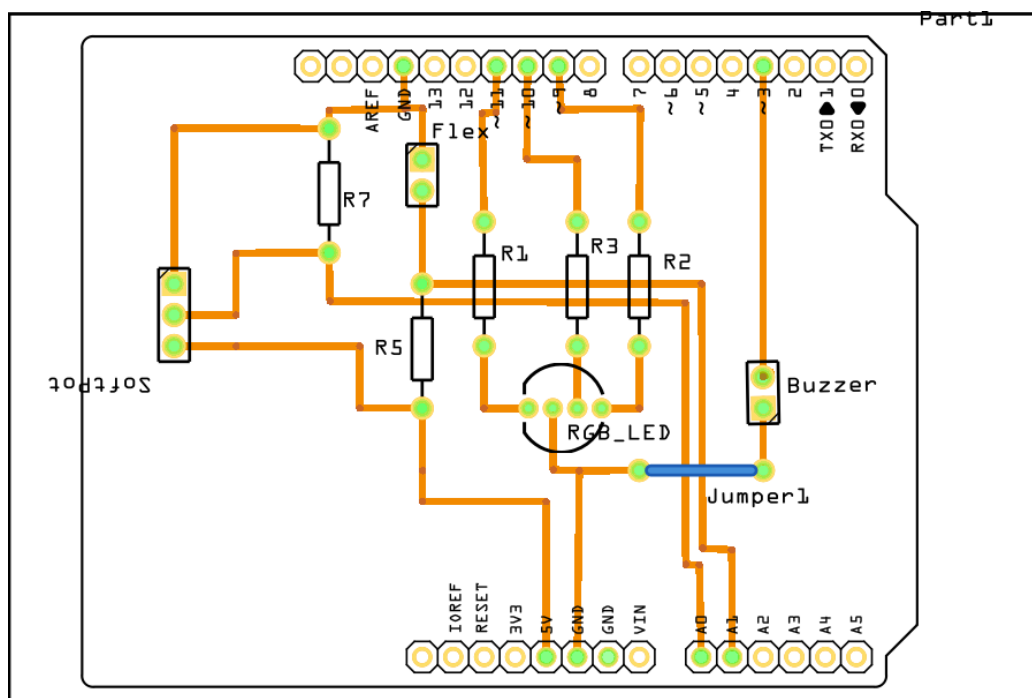 Part1
AREF
GND
13
12
~11
~10
~9
8
7
~6
~5
4
~3
2
TX0▶1
RX0◀0
Flex
R7
R1
R3
R2
R5
SoftPot
Buzzer
RGB_LED
Jumper1
IOREF
RESET
3V3
5V
GND
GND
VIN
A0
A1
A2
A3
A4
A5